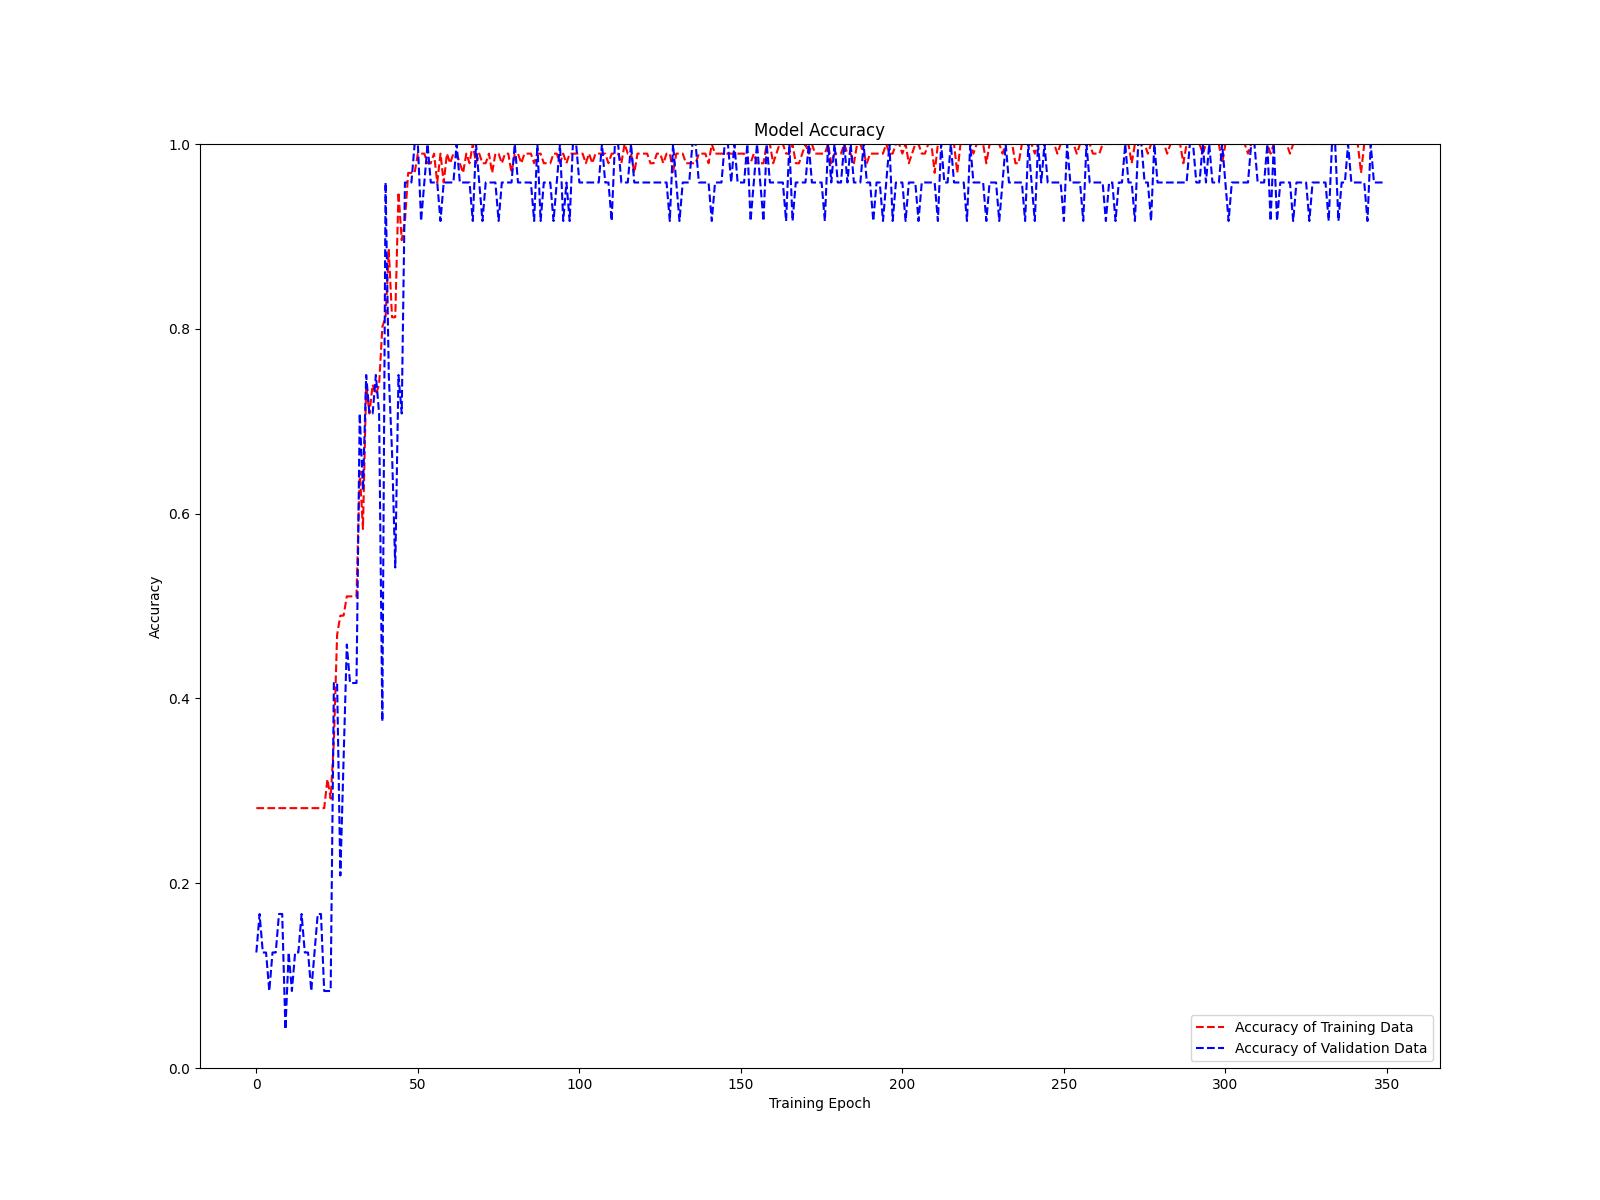 Model Accuracy
1.0
0.8
0.6
0.4
0.2
0.0
Accuracy
0 50 100 150 200 250 300 350
Training Epoch
Accuracy of Training Data
Accuracy of Validation Data